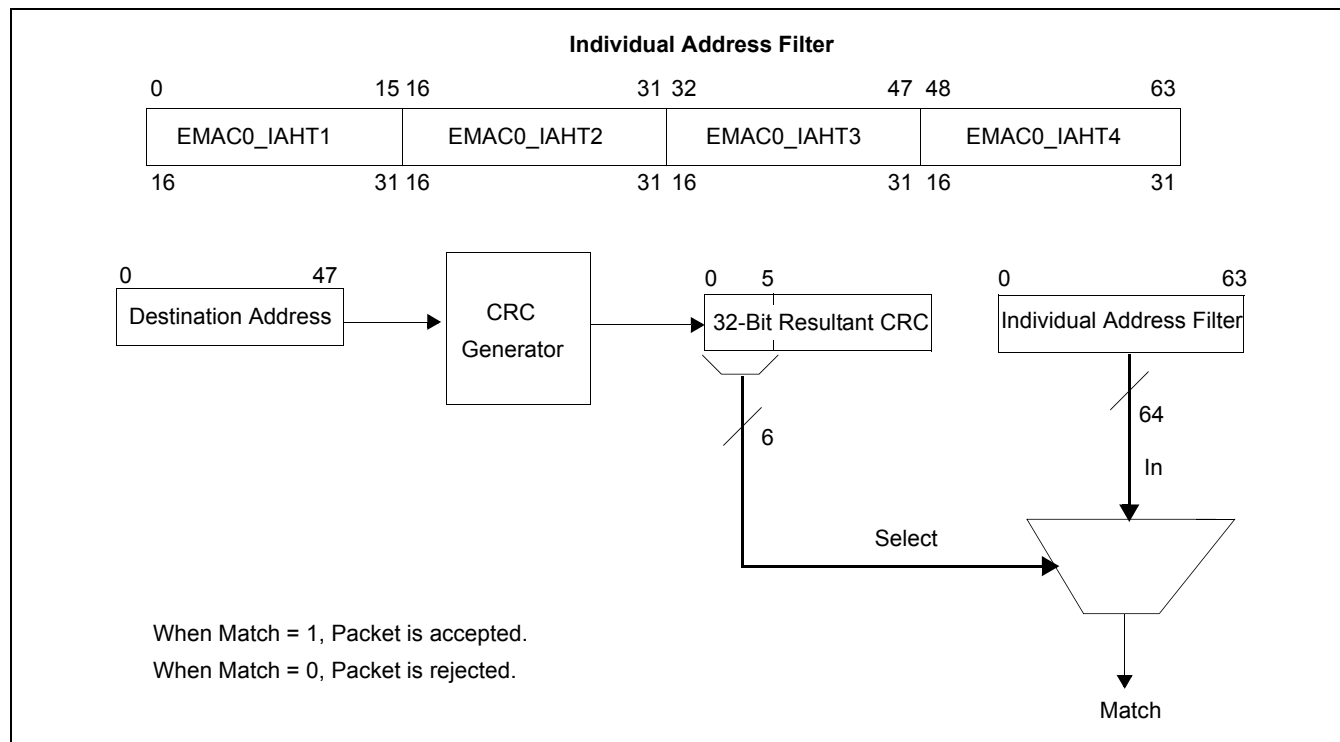 Individual Address Filter
0 15 16 31 32 47 48 63
EMAC0_IAHT1 EMAC0_IAHT2 EMAC0_IAHT3 EMAC0_IAHT4
16 31 16 31 16 31 16 31
0 47
Destination Address
CRC
Generator
0 5
32-Bit Resultant CRC
0 63
Individual Address Filter
6
64
In
Select
When Match = 1, Packet is accepted.
When Match = 0, Packet is rejected.
Match